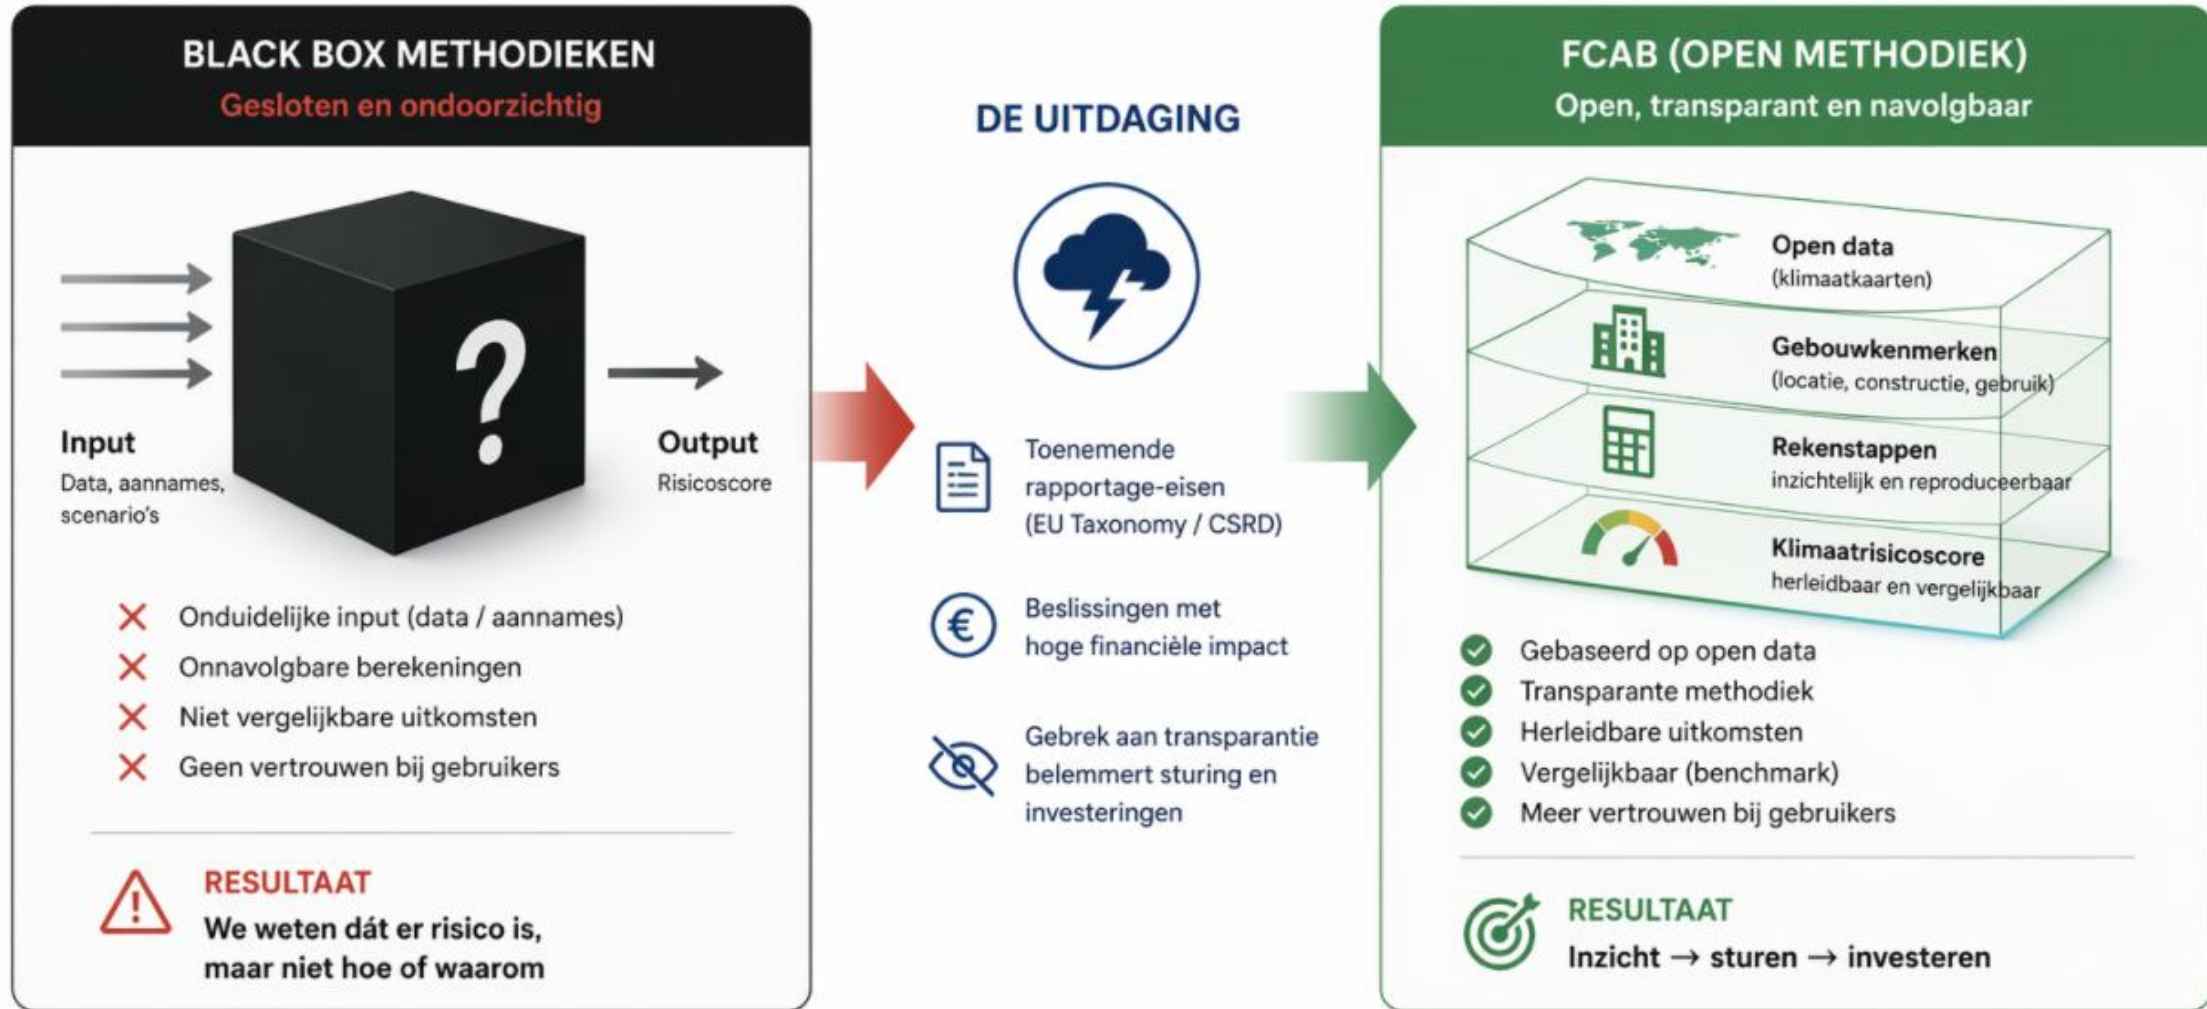 BLACK BOX METHODIEKEN
Gesloten en ondoorzichtig
?
Input
Data, aannames,
scenario's
Output
Risicoscore
Onduidelijke input (data / aannames)
Onnavolgbare berekeningen
Niet vergelijkbare uitkomsten
Geen vertrouwen bij gebruikers
RESULTAAT
We weten dát er risico is,
maar niet hoe of waarom
DE UITDAGING
Toenemende
rapportage-eisen
(EU Taxonomy / CSRD)
€
Beslissingen met
hoge financièle impact
Gebrek aan transparantie
belemmert sturing en
investeringen
FCAB (OPEN METHODIEK)
Open, transparant en navolgbaar
Open data
(klimaatkaarten)
Gebouwkenmerken
(locatie, constructie, gebruik)
Rekenstappen
inzichtelijk en reproduceerbaar
Klimaatrisicoscore
herleidbaar en vergelijkbaar
Gebaseerd op open data
Transparante methodiek
Herleidbare uitkomsten
Vergelijkbaar (benchmark)
Meer vertrouwen bij gebruikers
RESULTAAT
Inzicht → sturen → investeren